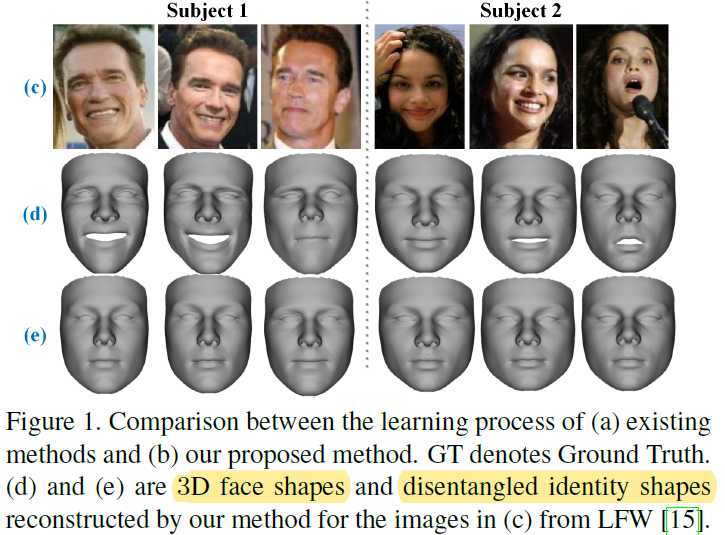 Subject 1 Subject 2
(c)
(d)
(e)
Figure 1. Comparison between the learning process of (a) existing
methods and (b) our proposed method. GT denotes Ground Truth.
(d) and (e) are 3D face shapes and disentangled identity shapes
reconstructed by our method for the images in (c) from LFW [15].